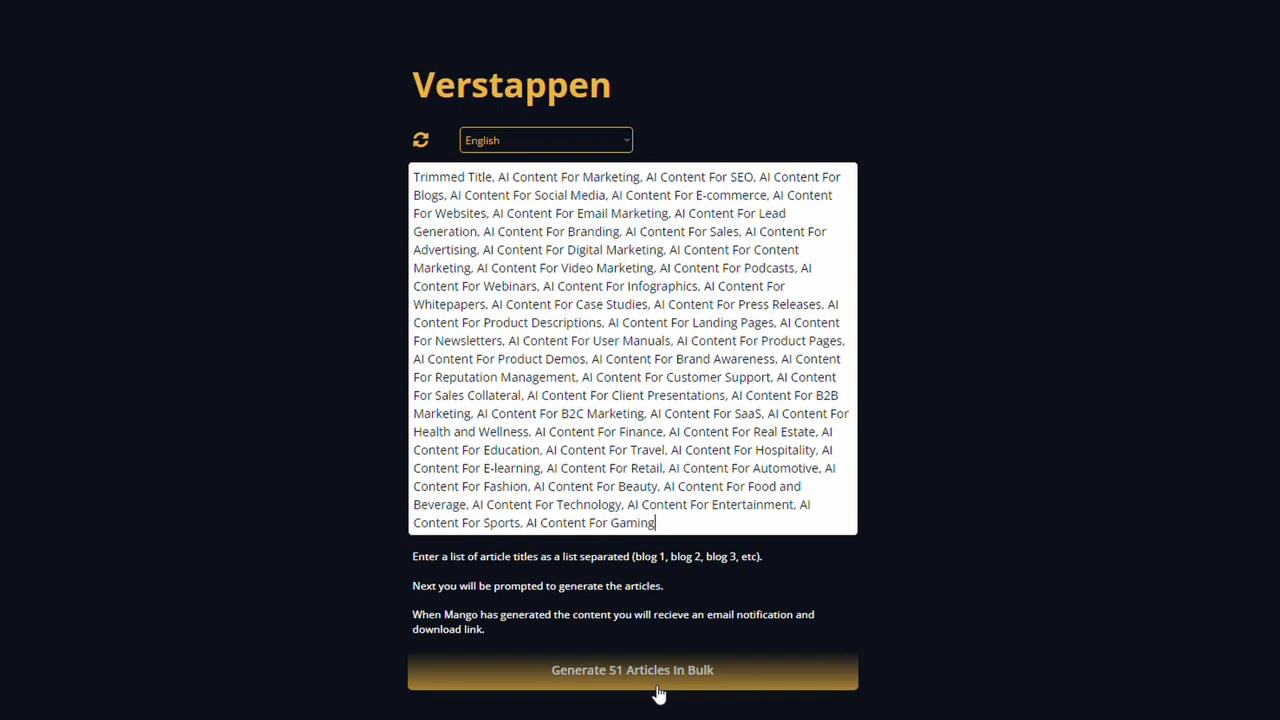 Verstappen
English
Trimmed Title, AI Content For Marketing, AI Content For SEO, AI Content For
Blogs, AI Content For Social Media, AI Content For E-commerce, AI Content
For Websites, AI Content For Email Marketing, AI Content For Lead
Generation, AI Content For Branding, AI Content For Sales, AI Content For
Advertising, AI Content For Digital Marketing, AI Content For Content
Marketing, AI Content For Video Marketing, AI Content For Podcasts, AI
Content For Webinars, AI Content For Infographics, AI Content For
Whitepapers, AI Content For Case Studies, AI Content For Press Releases, AI
Content For Product Descriptions, AI Content For Landing Pages, AI Content
For Newsletters, AI Content For User Manuals, AI Content For Product Pages,
AI Content For Product Demos, AI Content For Brand Awareness, AI Content
For Reputation Management, AI Content For Customer Support, AI Content
For Sales Collateral, AI Content For Client Presentations, AI Content For B2B
Marketing, AI Content For B2C Marketing, AI Content For SaaS, AI Content For
Health and Wellness, AI Content For Finance, AI Content For Real Estate, AI
Content For Education, AI Content For Travel, AI Content For Hospitality, AI
Content For E-learning, AI Content For Retail, AI Content For Automotive, AI
Content For Fashion, AI Content For Beauty, AI Content For Food and
Beverage, AI Content For Technology, AI Content For Entertainment, AI
Content For Sports, AI Content For Gaming
Enter a list of article titles as a list separated (blog 1, blog 2, blog 3, etc).
Next you will be prompted to generate the articles.
When Mango has generated the content you will recieve an email notification and
download link.
Generate 51 Articles In Bulk